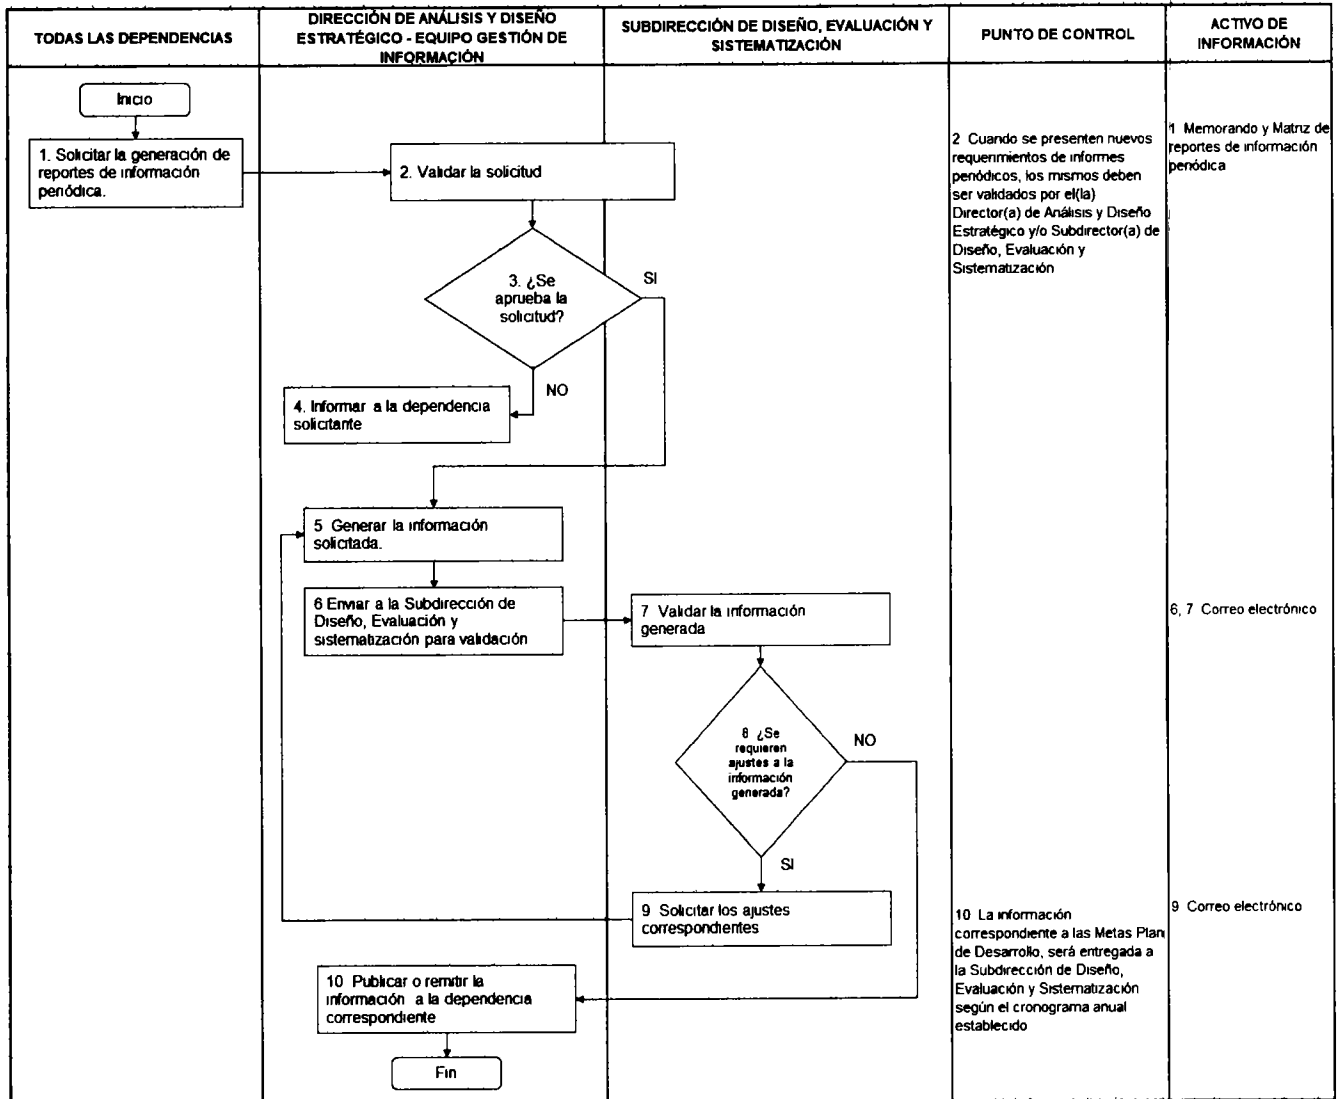 TODAS LAS DEPENDENCIAS
DIRECCIÓN DE ANÁLISIS Y DISEÑO
ESTRATÉGICO - EQUIPO GESTIÓN DE
INFORMACIÓN
SUBDIRECCIÓN DE DISEÑO, EVALUACIÓN Y
SISTEMATIZACIÓN
PUNTO DE CONTROL
ACTIVO DE
INFORMACIÓN
Inicio
1. Solicitar la generación de
reportes de información
periódica.
2. Validar la solicitud
2 Cuando se presenten nuevos
requerimientos de informes
periódicos, los mismos deben
ser validados por el(la)
Director(a) de Análisis y Diseño
Estratégico y/o Subdirector(a) de
Diseño, Evaluación y
Sistematización
1 Memorando y Matriz de
reportes de información
periódica
3. ¿Se
aprueba la
solicitud?
SI
NO
4. Informar a la dependencia
solicitante
5 Generar la información
solicitada.
6 Enviar a la Subdirección de
Diseño, Evaluación y
sistematización para validación
7 Validar la información
generada
6, 7 Correo electrónico
8 ¿Se
requieren
ajustes a la
información
generada?
NO
SI
9 Solicitar los ajustes
correspondientes
9 Correo electrónico
10 La información
correspondiente a las Metas Plan
de Desarrollo, será entregada a
la Subdirección de Diseño,
Evaluación y Sistematización
según el cronograma anual
establecido
10 Publicar o remitir la
información a la dependencia
correspondiente
Fin